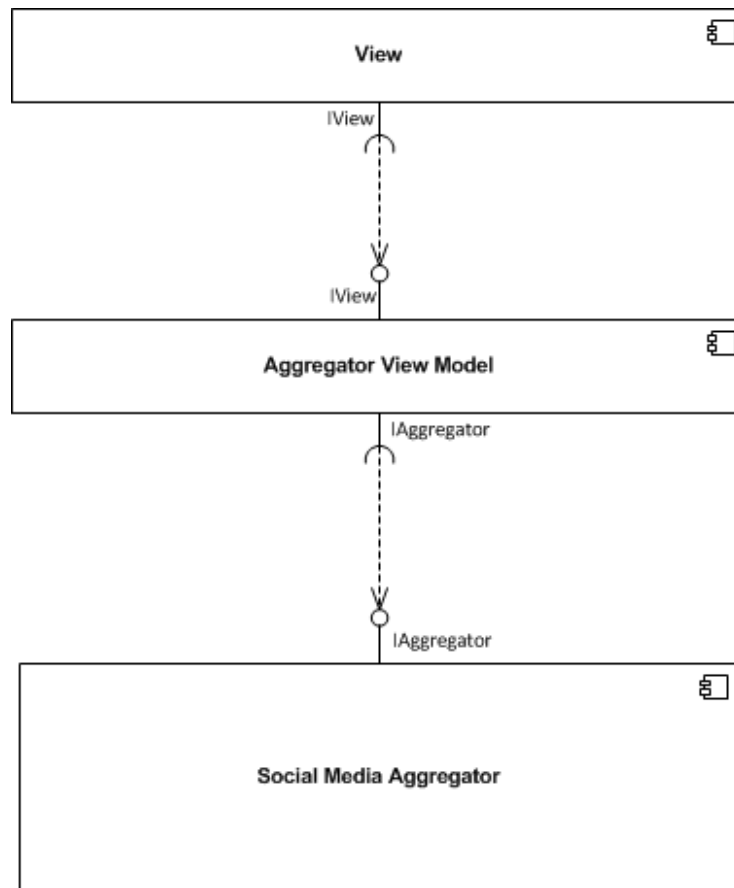 View
IView
IView
Aggregator View Model
IAggregator
IAggregator
Social Media Aggregator